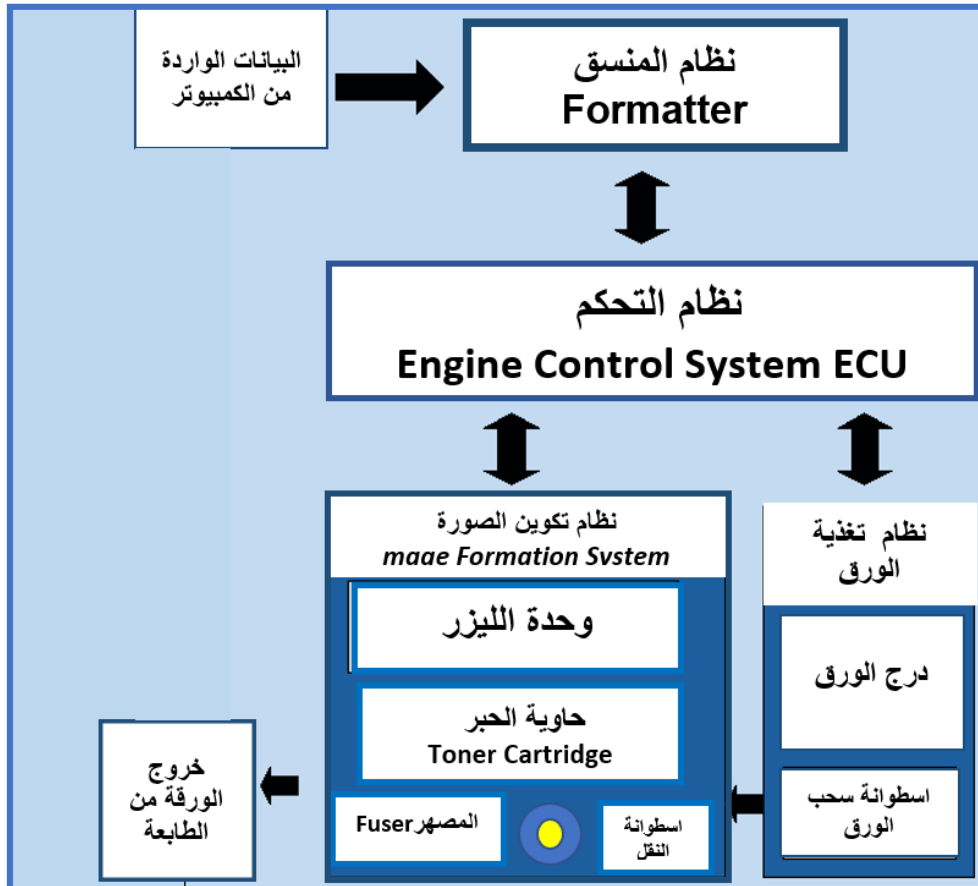 البيانات الواردة
من الكمبيوتر
نظام المنسق
Formatter
نظام التحكم
Engine Control System ECU
نظام تكوين الصورة
maae Formation Svstem
وحدة الليزر
حاوية الحبر
Toner Cartridge
المصهرFuser
اسطوانة
النقل
نظام تغذية
الورق
درج الورق
اسطوانة سحب
الورق
خروج
الورقة من
الطابعة